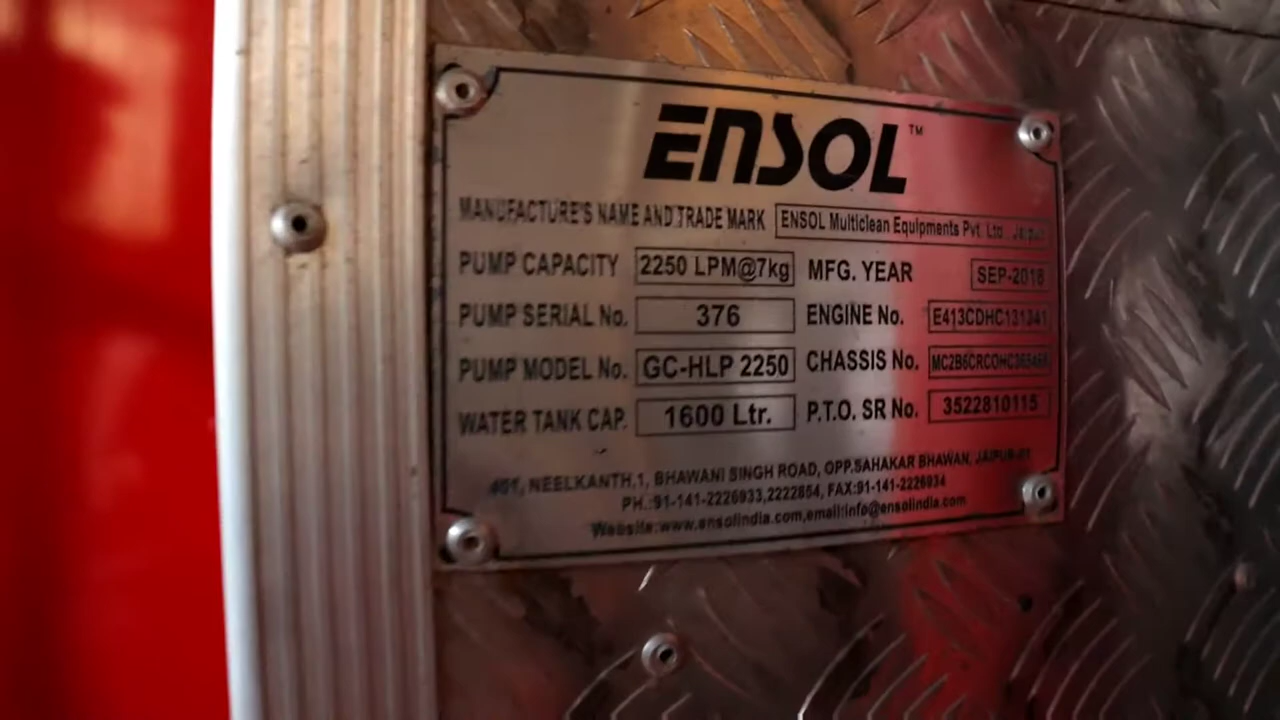 ENSOL™
MANUFACTURE'S NAME AND TRADE MARK ENSOL Multiclean Equipments Pvt. Ltd. Jaipur
PUMP CAPACITY 2250 LPM@7kg MFG. YEAR SEP-2018
PUMP SERIAL No. 376 ENGINE No. E413CDHC131341
PUMP MODEL No. GC-HLP 2250 CHASSIS No.
WATER TANK CAP. 1600 Ltr. P.T.O. SR No. 3522810115
401, NEELKANTH,1, BHAWANI SINGH ROAD, OPP.SAHAKAR BHAWAN, JAIPUR-01
PH.:91-141-2226933,2222854, FAX:91-141-2226934
Website:www.ensolindia.com,email:info@ensolindia.com